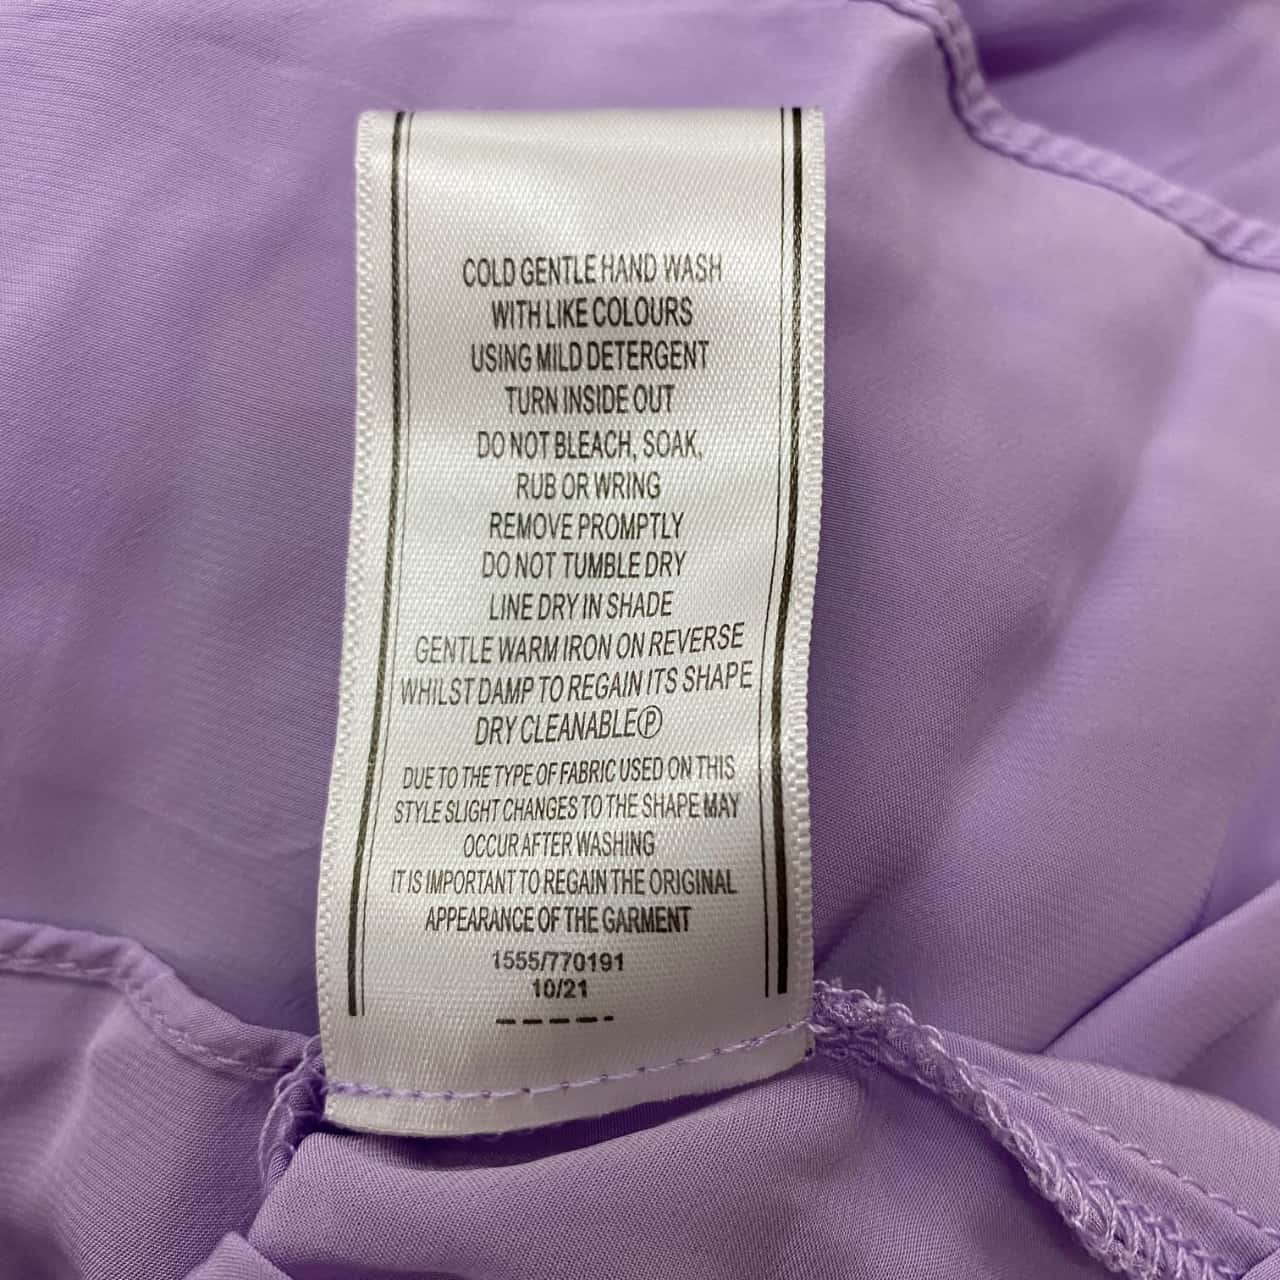 COLD GENTLE HAND WASH
WITH LIKE COLOURS
USING MILD DETERGENT
TURN INSIDE OUT
DO NOT BLEACH, SOAK,
RUB OR WRING
REMOVE PROMPTLY
DO NOT TUMBLE DRY
LINE DRY IN SHADE
GENTLE WARM IRON ON REVERSE
WHILST DAMP TO REGAIN ITS SHAPE
DRY CLEANABLE Ⓟ
DUE TO THE TYPE OF FABRIC USED ON THIS
STYLE SLIGHT CHANGES TO THE SHAPE MAY
OCCUR AFTER WASHING
IT IS IMPORTANT TO REGAIN THE ORIGINAL
APPEARANCE OF THE GARMENT
1555/770191
10/21